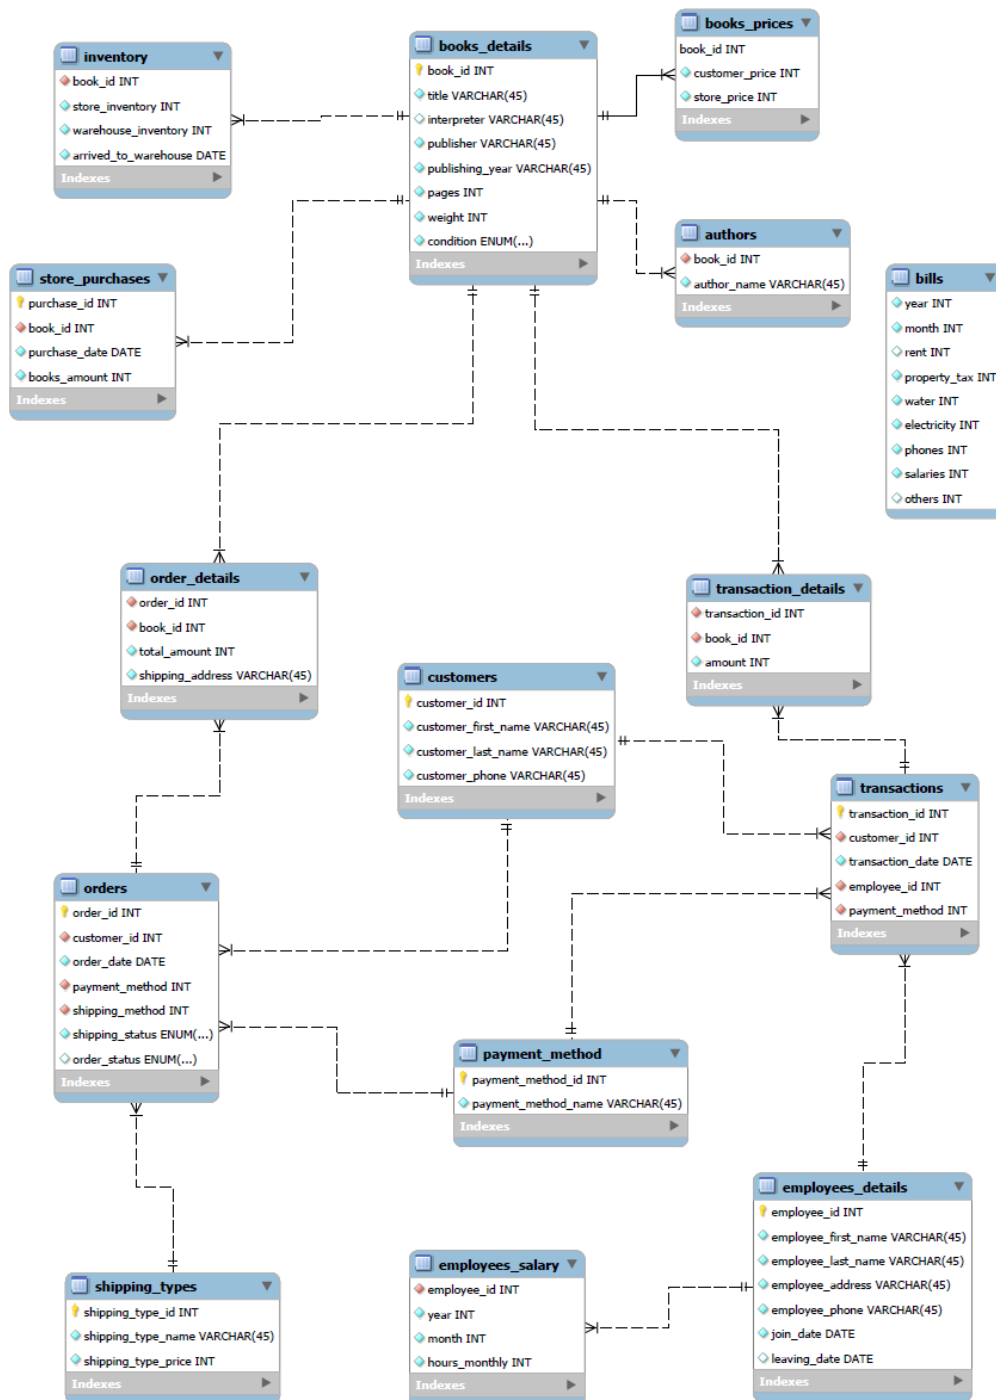 inventory
book_id INT
store_inventory INT
warehouse_inventory INT
arrived_to_warehouse DATE
Indexes
books_details
book_id INT
title VARCHAR(45)
interpreter VARCHAR(45)
publisher VARCHAR(45)
publishing_year VARCHAR(45)
pages INT
weight INT
condition ENUM(...)
Indexes
books_prices
book_id INT
customer_price INT
store_price INT
Indexes
authors
book_id INT
author_name VARCHAR(45)
Indexes
store_purchases
purchase_id INT
book_id INT
purchase_date DATE
books_amount INT
Indexes
bills
year INT
month INT
rent INT
property_tax INT
water INT
electricity INT
phones INT
salaries INT
others INT
order_details
order_id INT
book_id INT
total_amount INT
shipping_address VARCHAR(45)
Indexes
transaction_details
transaction_id INT
book_id INT
amount INT
Indexes
customers
customer_id INT
customer_first_name VARCHAR(45)
customer_last_name VARCHAR(45)
customer_phone VARCHAR(45)
Indexes
transactions
transaction_id INT
customer_id INT
transaction_date DATE
employee_id INT
payment_method INT
Indexes
orders
order_id INT
customer_id INT
order_date DATE
payment_method INT
shipping_method INT
shipping_status ENUM(...)
order_status ENUM(...)
Indexes
payment_method
payment_method_id INT
payment_method_name VARCHAR(45)
Indexes
employees_details
employee_id INT
employee_first_name VARCHAR(45)
employee_last_name VARCHAR(45)
employee_address VARCHAR(45)
employee_phone VARCHAR(45)
join_date DATE
leaving_date DATE
Indexes
employees_salary
employee_id INT
year INT
month INT
hours_monthly INT
Indexes
shipping_types
shipping_type_id INT
shipping_type_name VARCHAR(45)
shipping_type_price INT
Indexes